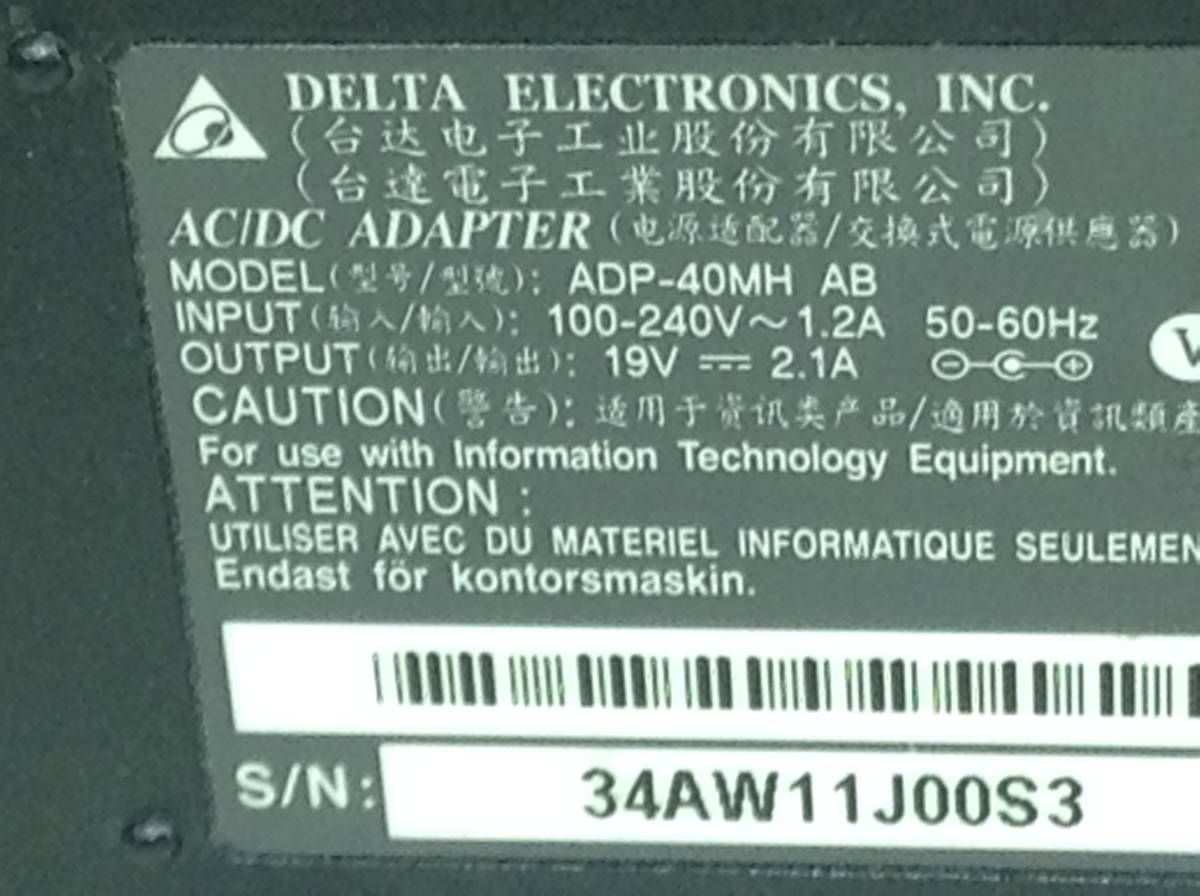 DELTA ELECTRONICS, INC.
(台达电子工业股份有限公司)
(台達電子工業股份有限公司)
AC/DC ADAPTER (电源适配器/交換式電源供應器)
MODEL(型号/型號): ADP-40MH AB
INPUT(输入/輸入): 100-240V~1.2A 50-60Hz
OUTPUT(输出/輸出): 19V ⎓ 2.1A
V
CAUTION(警告): 适用于资讯类产品/適用於資訊類產
For use with Information Technology Equipment.
ATTENTION :
UTILISER AVEC DU MATERIEL INFORMATIQUE SEULEMEN
Endast för kontorsmaskin.
S/N: 34AW11J00S3